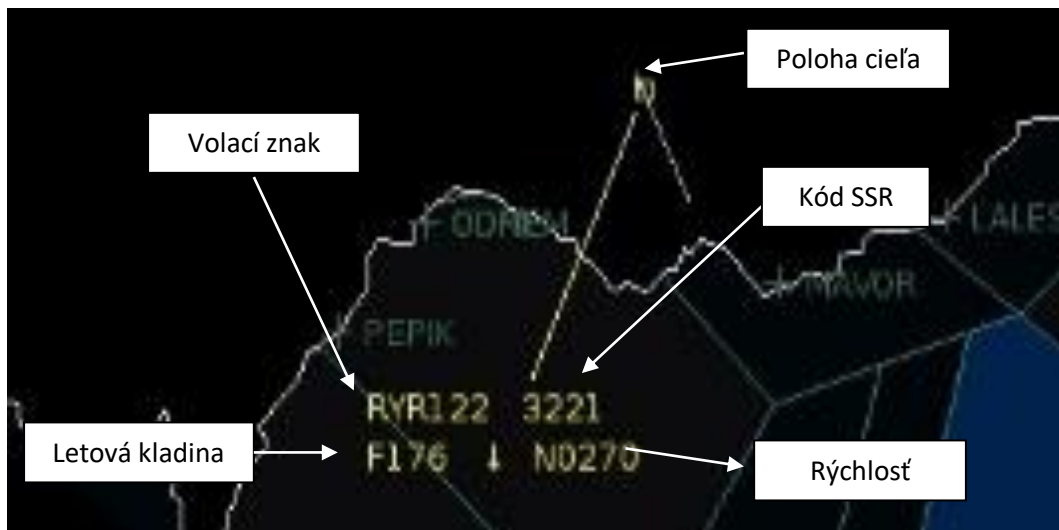 Poloha cieľa
Volací znak
Kód SSR
ODNEM
LALES
MAVOR
PEPIK
RYR122 3221
F176 ↓ N0270
Letová kladina
Rýchlosť